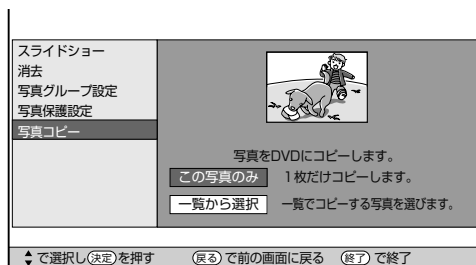 スライドショー
消去
写真グループ設定
写真保護設定
写真コピー
写真をDVDにコピーします。
この写真のみ 1枚だけコピーします。
一覧から選択 一覧でコピーする写真を選びます。
で選択し決定を押す 戻るで前の画面に戻る 終了で終了